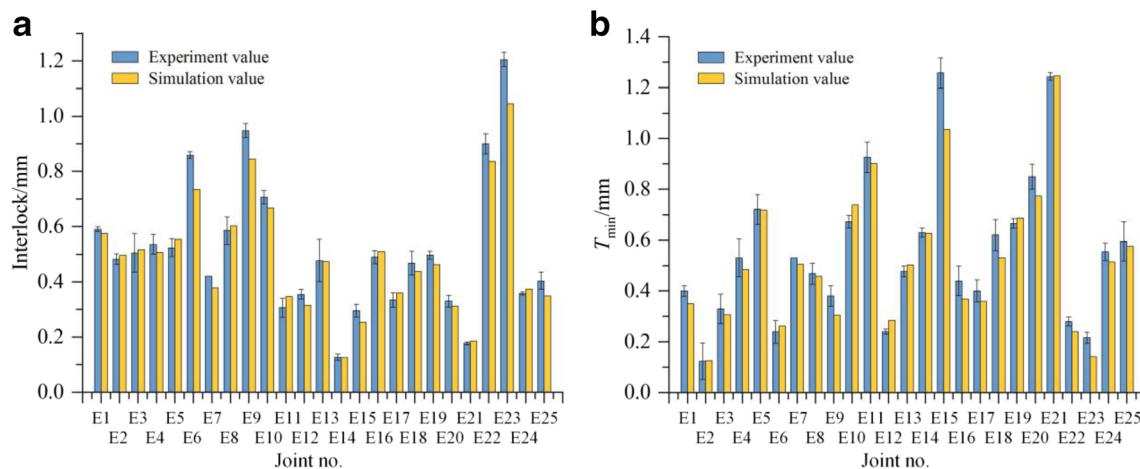 a
Interlock/mm
1.2
1.0
0.8
0.6
0.4
0.2
0.0
Experiment value
Simulation value
E1 E3 E5 E7 E9 E11 E13 E15 E17 E19 E21 E23 E25
E2 E4 E6 E8 E10 E12 E14 E16 E18 E20 E22 E24
Joint no.
b
Tmin/mm
1.4
1.2
1.0
0.8
0.6
0.4
0.2
0.0
Experiment value
Simulation value
E1 E3 E5 E7 E9 E11 E13 E15 E17 E19 E21 E23 E25
E2 E4 E6 E8 E10 E12 E14 E16 E18 E20 E22 E24
Joint no.